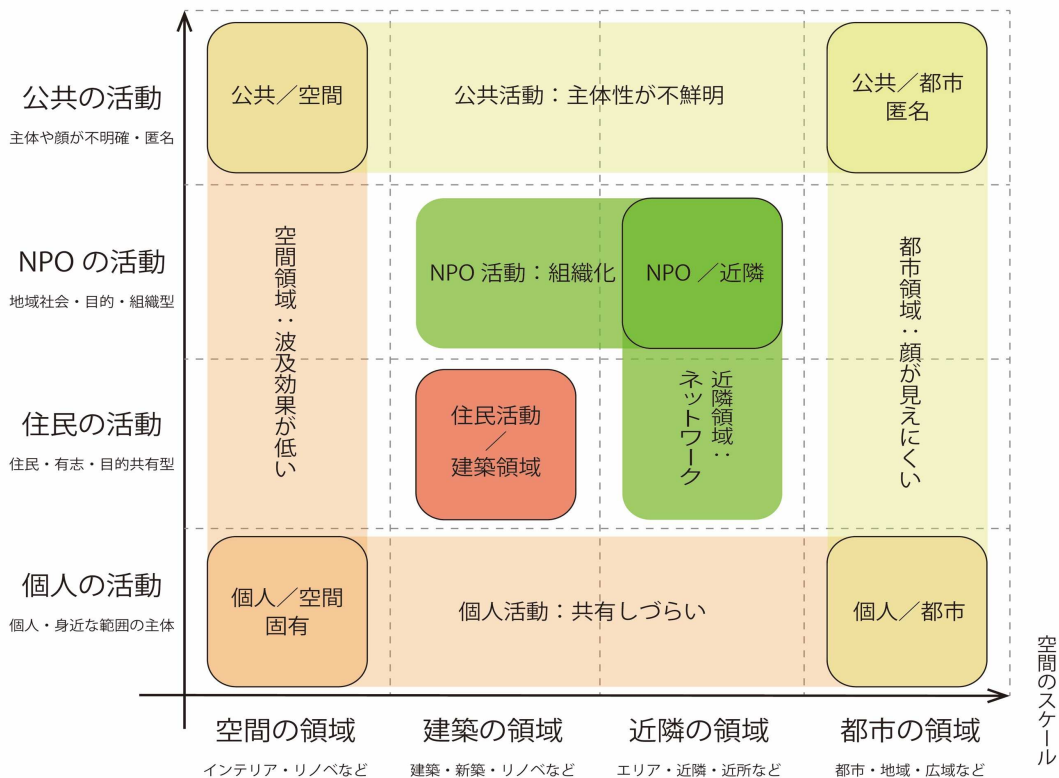 公共の活動
主体や顔が不明確・匿名
公共／空間
公共活動：主体性が不鮮明
公共／都市
匿名
NPO の活動
地域社会・目的・組織型
空間領域：波及効果が低い
NPO 活動：組織化
NPO ／近隣
都市領域：顔が見えにくい
住民の活動
住民・有志・目的共有型
住民活動
／
建築領域
近隣領域：
ネットワーク
個人の活動
個人・身近な範囲の主体
個人／空間
固有
個人活動：共有しづらい
個人／都市
空間のスケール
空間の領域
インテリア・リノベなど
建築の領域
建築・新築・リノベなど
近隣の領域
エリア・近隣・近所など
都市の領域
都市・地域・広域など